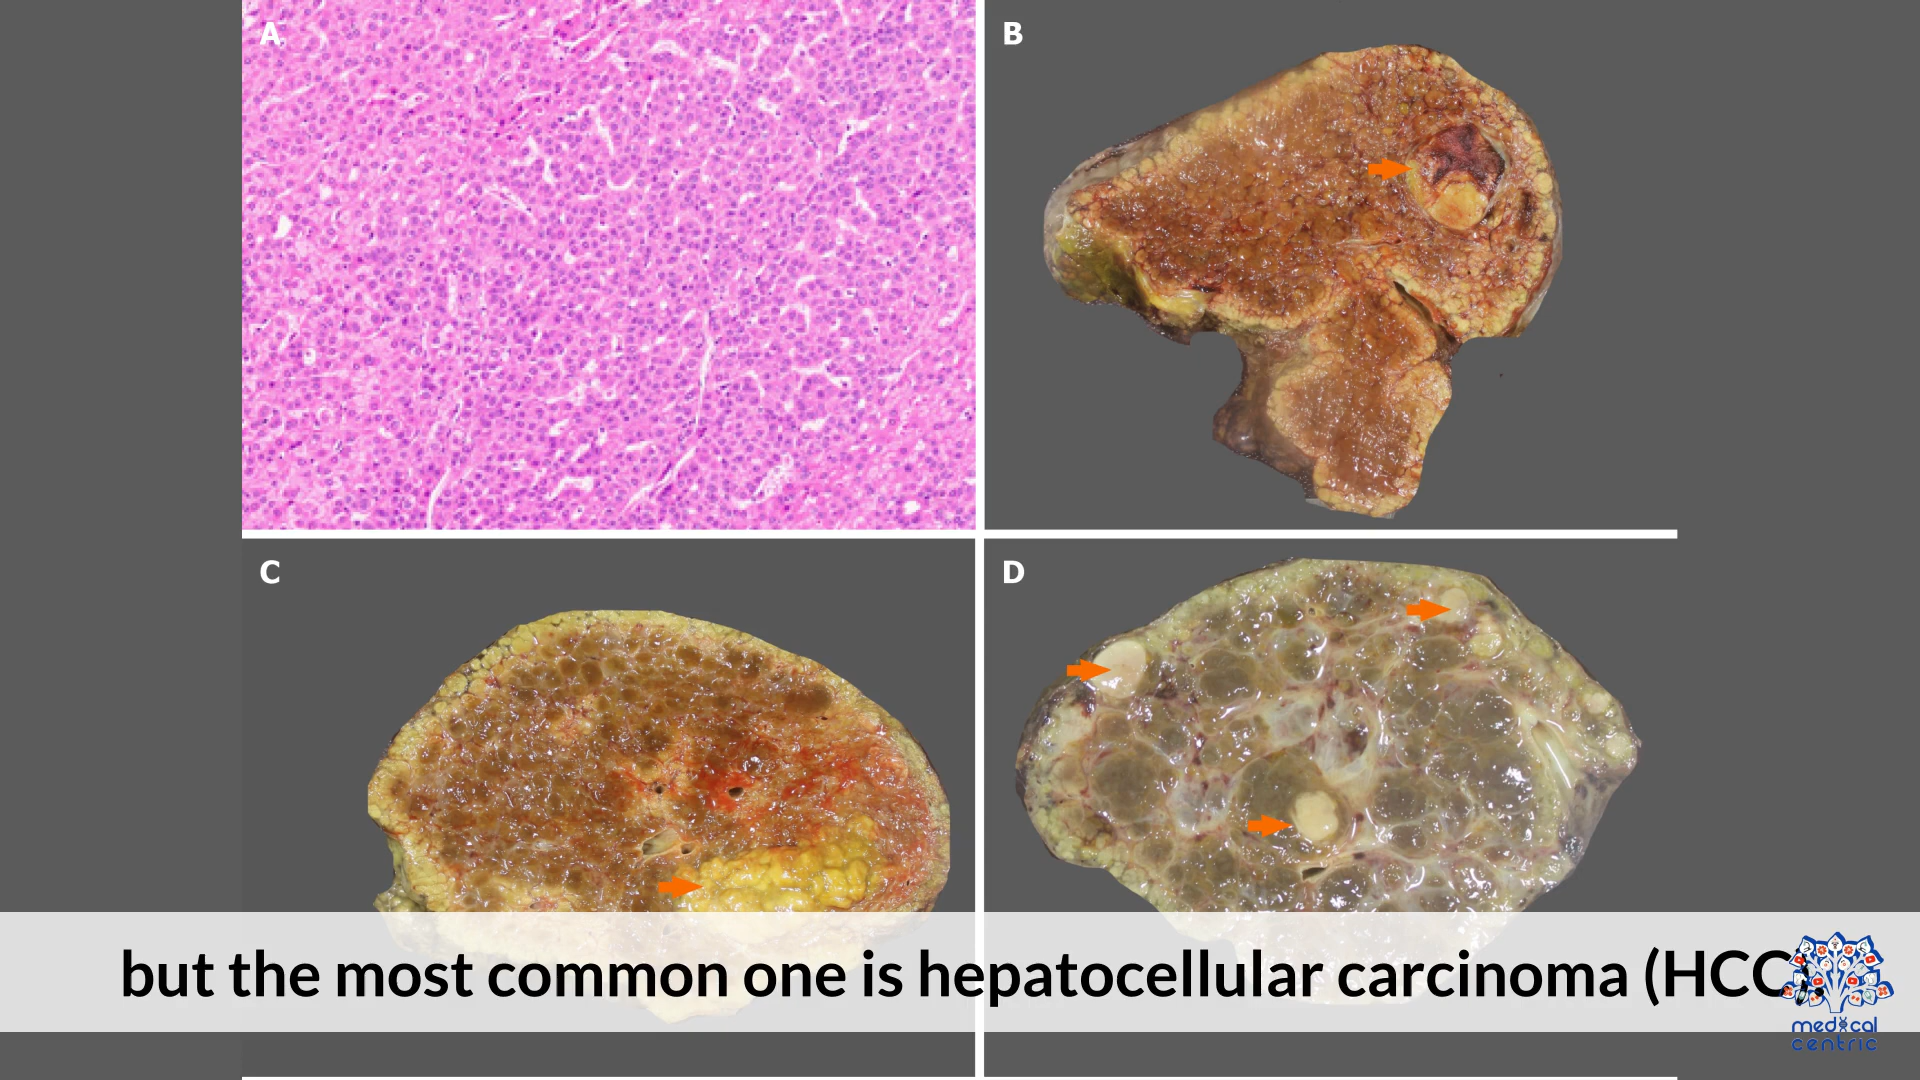 A
B
C
D
but the most common one is hepatocellular carcinoma (HCC).
medical
centric